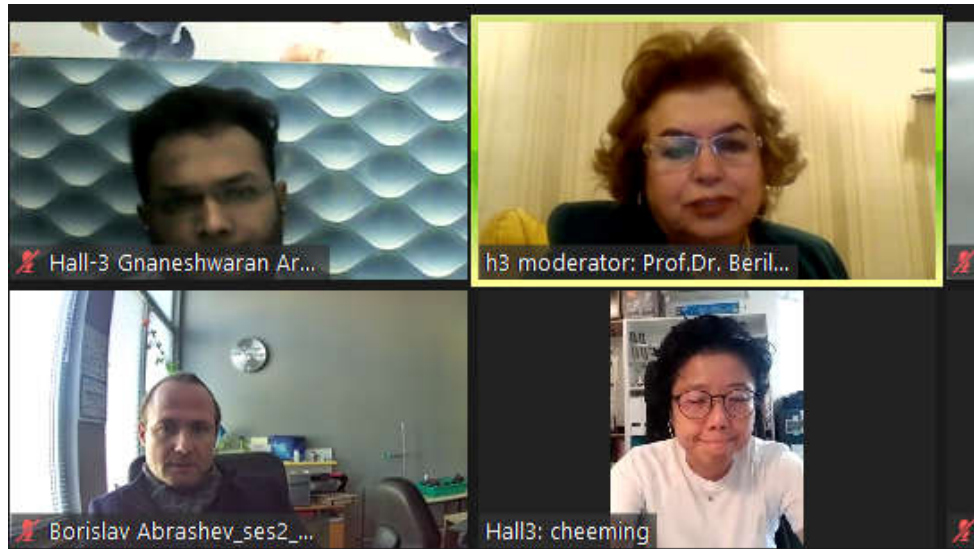 Hall-3 Gnaneshwaran Ar...
h3 moderator: Prof.Dr. Beril...
Borislav Abrashev_ses2_...
Hall3: cheeming